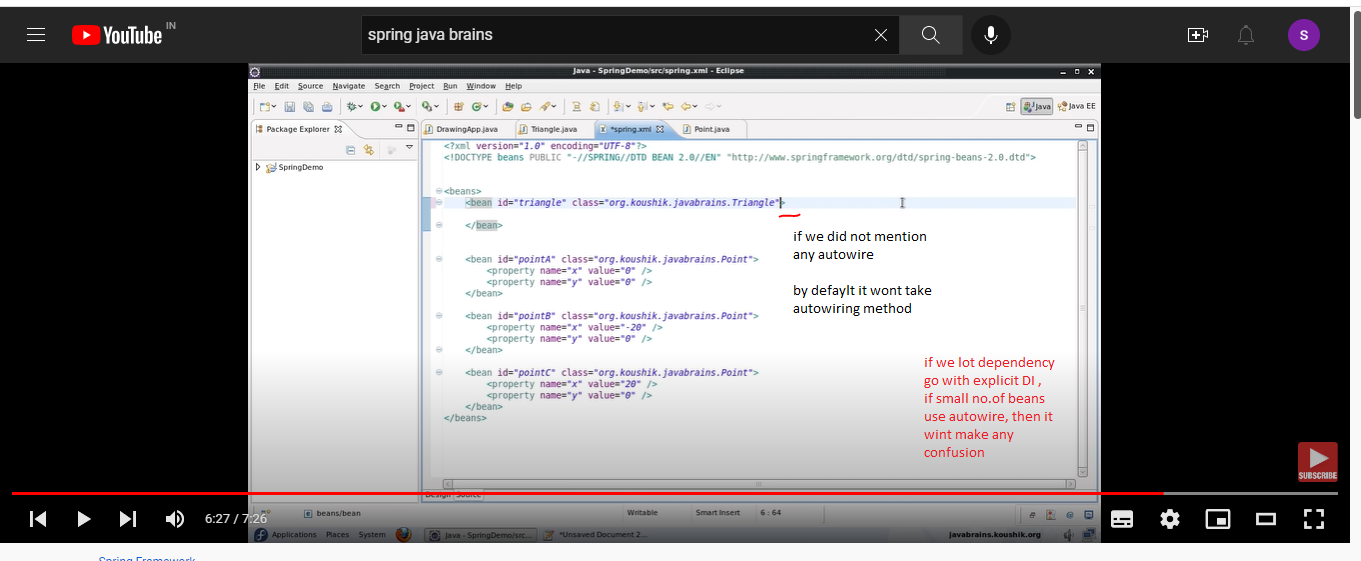 YouTube IN
spring java brains
S
Java - SpringDemo/src/spring.xml - Eclipse
File Edit Source Navigate Search Project Run Window Help
Java Java EE
Package Explorer
DrawingApp.java Triangle.java *spring.xml Point.java
SpringDemo
<?xml version="1.0" encoding="UTF-8"?>
<!DOCTYPE beans PUBLIC "-//SPRING//DTD BEAN 2.0//EN" "http://www.springframework.org/dtd/spring-beans-2.0.dtd">
<beans>
<bean id="triangle" class="org.koushik.javabrains.Triangle">
</bean>
<bean id="pointA" class="org.koushik.javabrains.Point">
<property name="x" value="0" />
<property name="y" value="0" />
</bean>
<bean id="pointB" class="org.koushik.javabrains.Point">
<property name="x" value="-20" />
<property name="y" value="0" />
</bean>
<bean id="pointC" class="org.koushik.javabrains.Point">
<property name="x" value="20" />
<property name="y" value="0" />
</bean>
</beans>
if we did not mention
any autowire
by defaylt it wont take
autowiring method
if we lot dependency
go with explicit DI ,
if small no.of beans
use autowire, then it
wint make any
confusion
SUBSCRIBE
Design Source
6:27 / 7:26
beans/bean
Writable Smart Insert 6 : 64
Applications Places System Java - SpringDemo/src... *Unsaved Document 2... javabrains.koushik.org
Spring Framework